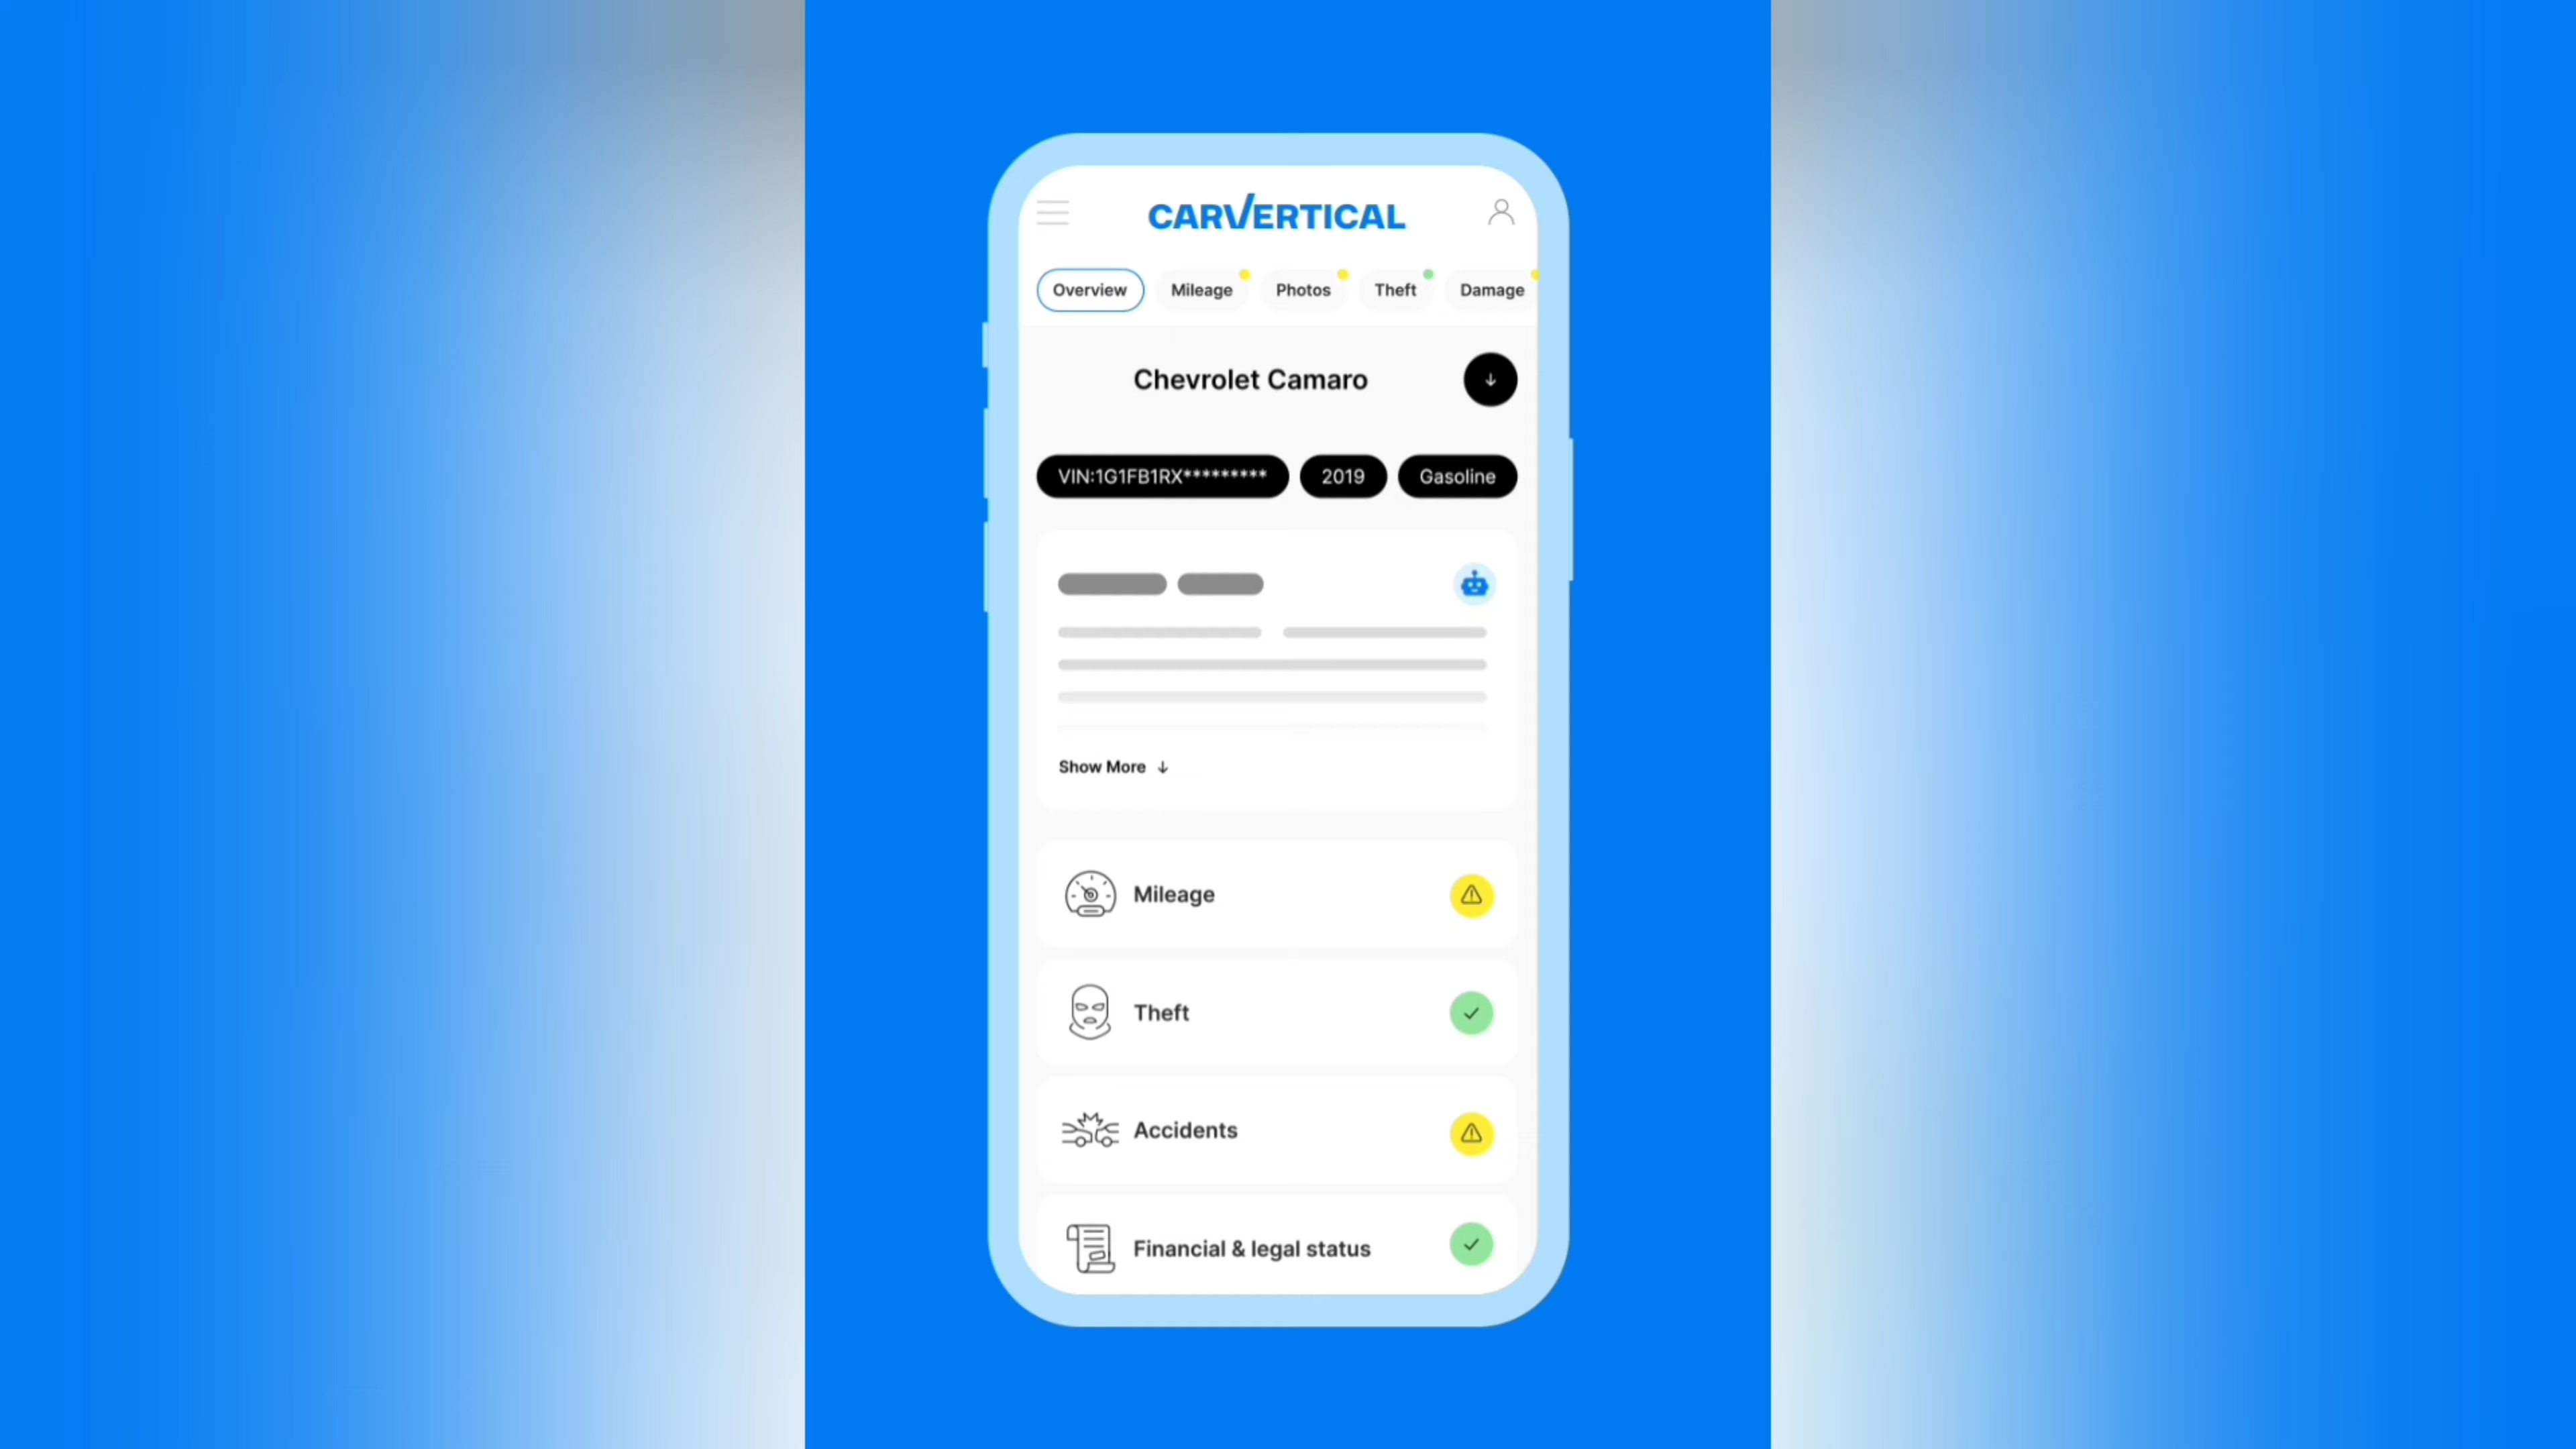 CARVERTICAL
Overview Mileage Photos Theft Damage
Chevrolet Camaro
VIN:1G1FB1RX********* 2019 Gasoline
Show More
Mileage
Theft
Accidents
Financial & legal status